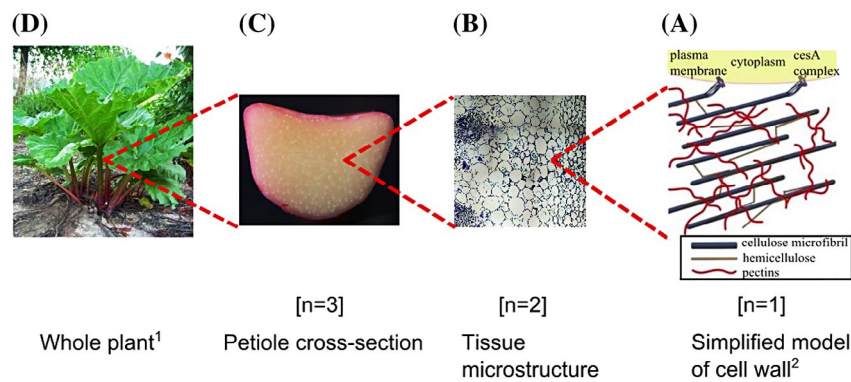 (D)
(C)
(B)
(A)
plasma
membrane
cytoplasm
cesA
complex
cellulose microfibril
hemicellulose
pectins
[n=3]
[n=2]
[n=1]
Whole plant¹
Petiole cross-section
Tissue
microstructure
Simplified model
of cell wall²